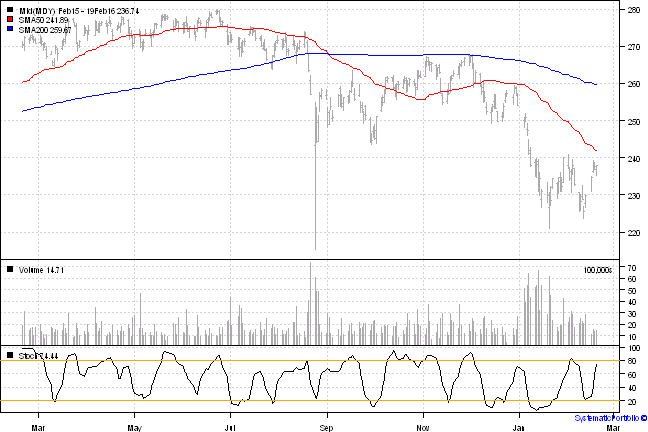 Mid(MDY) Feb15 - 19Feb16 236.74
SMA50 241.89
SMA200 259.67
280
270
260
250
240
230
220
Volume 14.71
100,000s
70
60
50
40
30
20
10
Stoch 74.44
100
80
60
40
20
Mar May Jul Sep Nov Jan Mar
SystematicPortfolio ©